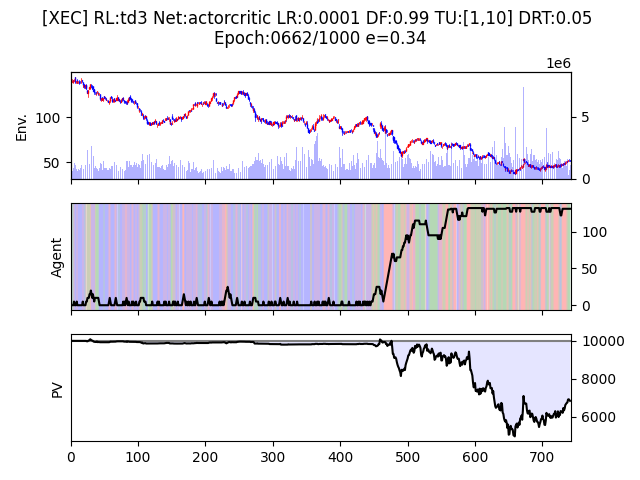 [XEC] RL:td3 Net:actorcritic LR:0.0001 DF:0.99 TU:[1,10] DRT:0.05
Epoch:0662/1000 e=0.34
1e6
Env.
100
50
5
0
Agent
100
50
0
PV
10000
8000
6000
0 100 200 300 400 500 600 700